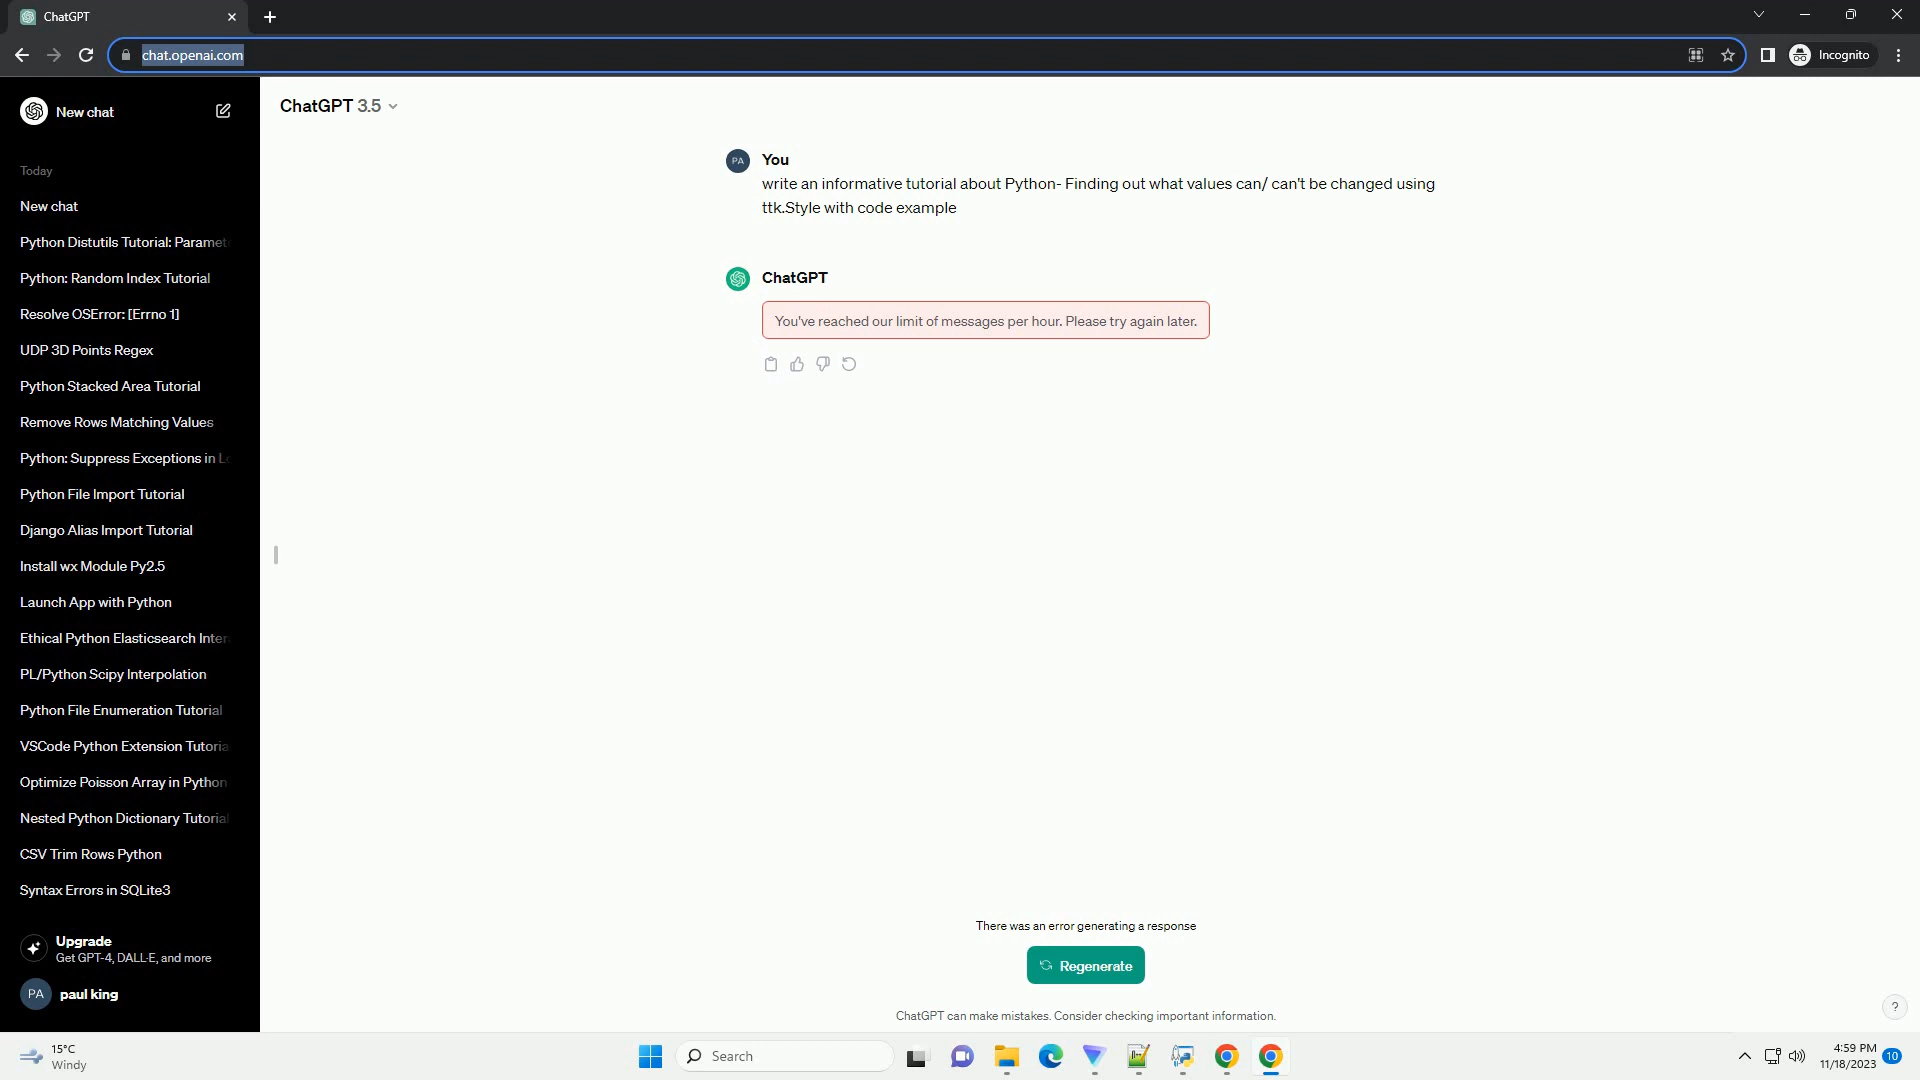 ChatGPT
chat.openai.com
Incognito
New chat
Today
New chat
Python Distutils Tutorial: Paramet
Python: Random Index Tutorial
Resolve OSError: [Errno 1]
UDP 3D Points Regex
Python Stacked Area Tutorial
Remove Rows Matching Values
Python: Suppress Exceptions in Lo
Python File Import Tutorial
Django Alias Import Tutorial
Install wx Module Py2.5
Launch App with Python
Ethical Python Elasticsearch Inter
PL/Python Scipy Interpolation
Python File Enumeration Tutorial
VSCode Python Extension Tutoria
Optimize Poisson Array in Python
Nested Python Dictionary Tutorial
CSV Trim Rows Python
Syntax Errors in SQLite3
Upgrade
Get GPT-4, DALL·E, and more
PA paul king
ChatGPT 3.5
PA You
write an informative tutorial about Python- Finding out what values can/ can't be changed using
ttk.Style with code example
ChatGPT
You've reached our limit of messages per hour. Please try again later.
There was an error generating a response
Regenerate
ChatGPT can make mistakes. Consider checking important information.
?
15°C
Windy
Search
4:59 PM
11/18/2023
10